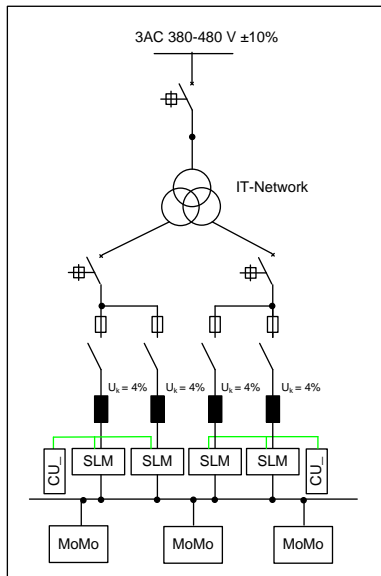 3AC 380-480 V ±10%
IT-Network
Uk = 4% Uk = 4% Uk = 4% Uk = 4%
CU_ SLM SLM SLM SLM CU_
MoMo MoMo MoMo